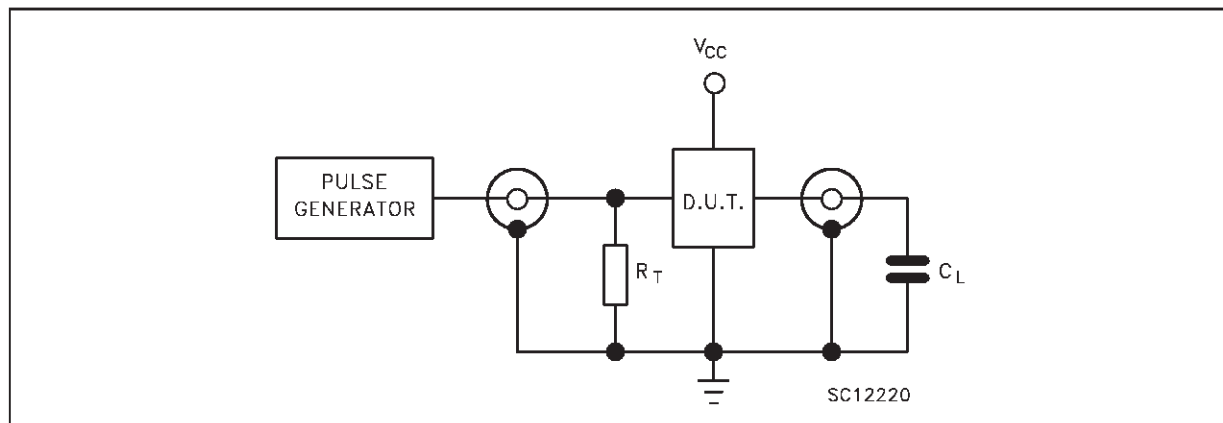 VCC
PULSE
GENERATOR
D.U.T.
RT
CL
SC12220